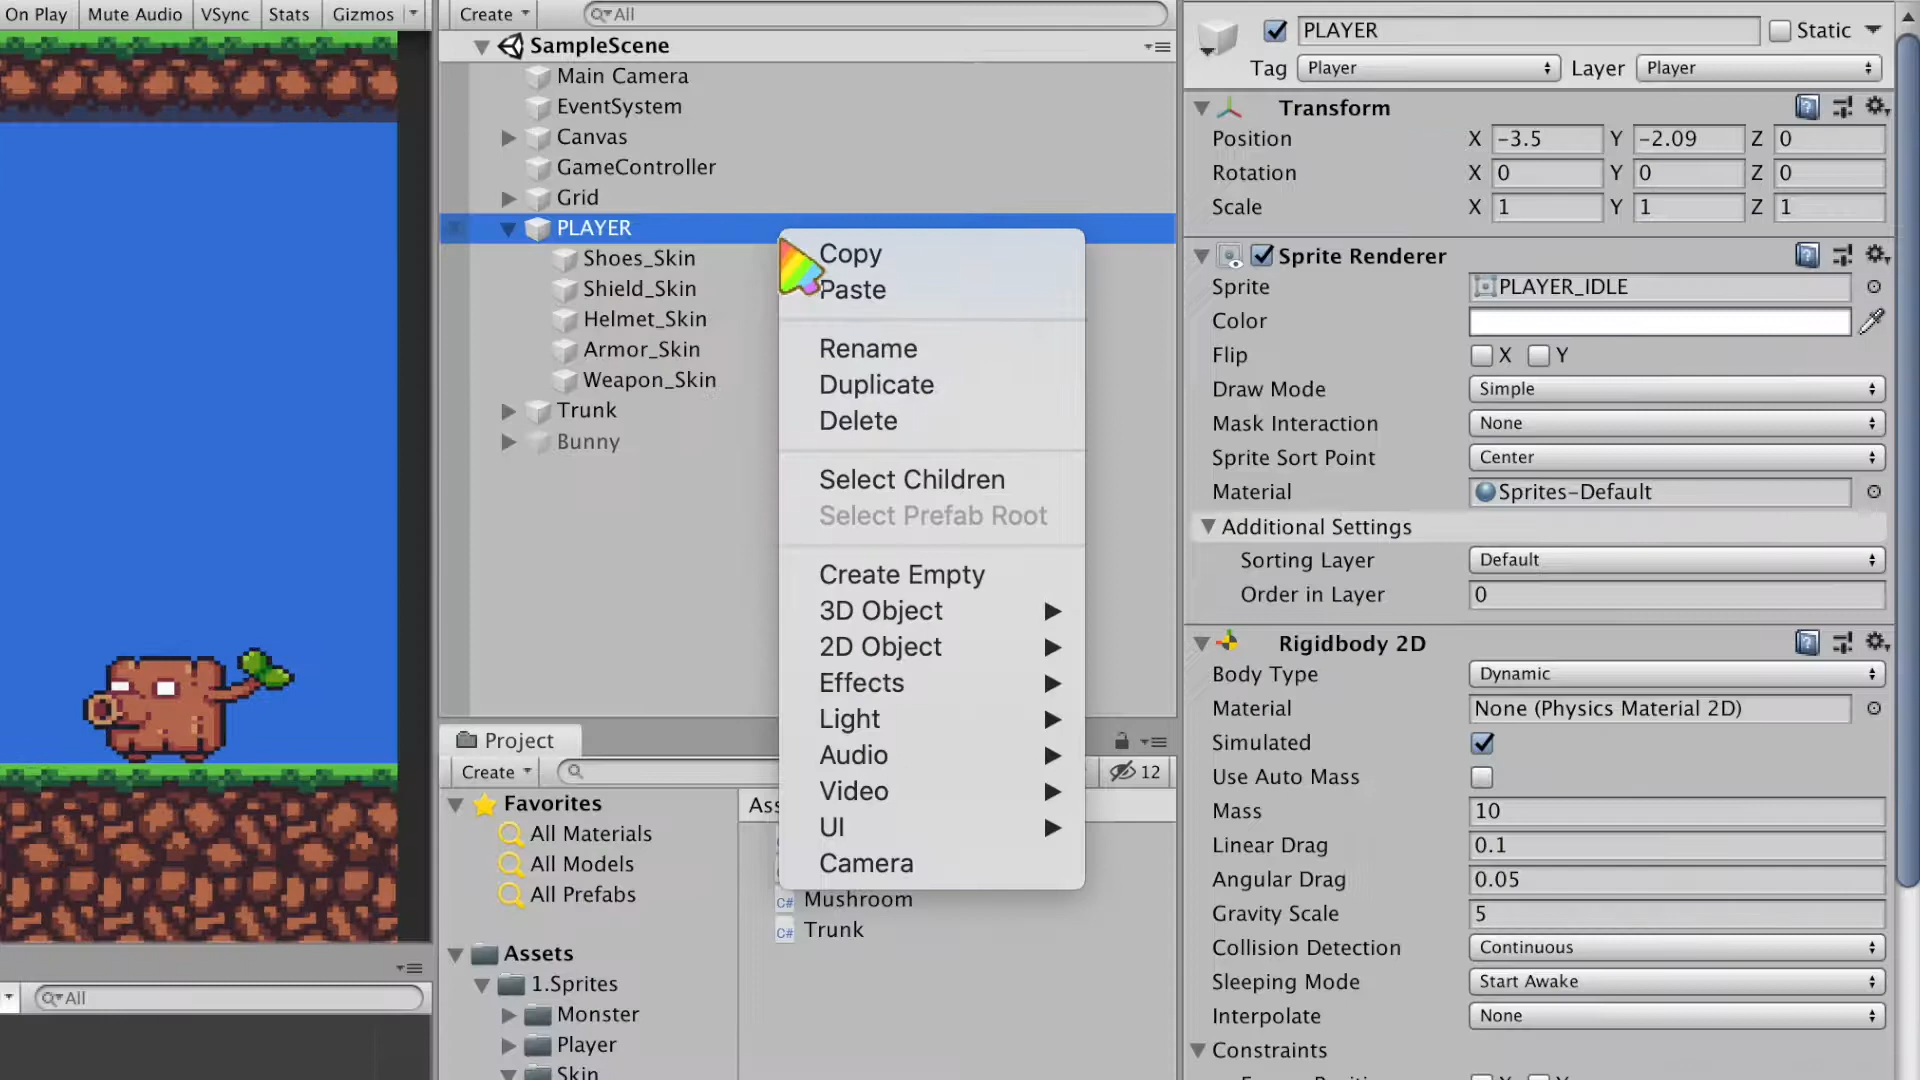 On Play Mute Audio VSync Stats Gizmos
Create All
SampleScene
Main Camera
EventSystem
Canvas
GameController
Grid
PLAYER
Shoes_Skin
Shield_Skin
Helmet_Skin
Armor_Skin
Weapon_Skin
Trunk
Bunny
Copy
Paste
Rename
Duplicate
Delete
Select Children
Select Prefab Root
Create Empty
3D Object
2D Object
Effects
Light
Audio
Video
UI
Camera
Project
Create 12
Favorites
All Materials
All Models
All Prefabs
Assets
1.Sprites
Monster
Player
Skin
Ass
C# Mushroom
C# Trunk
All
PLAYER Static
Tag Player Layer Player
Transform
Position X -3.5 Y -2.09 Z 0
Rotation X 0 Y 0 Z 0
Scale X 1 Y 1 Z 1
Sprite Renderer
Sprite PLAYER_IDLE
Color
Flip X Y
Draw Mode Simple
Mask Interaction None
Sprite Sort Point Center
Material Sprites-Default
Additional Settings
Sorting Layer Default
Order in Layer 0
Rigidbody 2D
Body Type Dynamic
Material None (Physics Material 2D)
Simulated
Use Auto Mass
Mass 10
Linear Drag 0.1
Angular Drag 0.05
Gravity Scale 5
Collision Detection Continuous
Sleeping Mode Start Awake
Interpolate None
Constraints